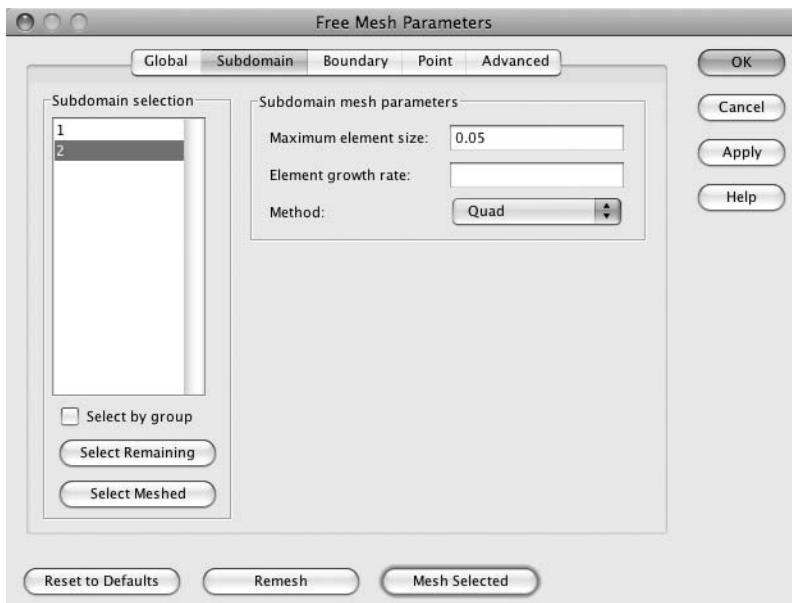 Free Mesh Parameters
Global Subdomain Boundary Point Advanced
Subdomain selection
1
2
Select by group
Select Remaining
Select Meshed
Subdomain mesh parameters
Maximum element size: 0.05
Element growth rate:
Method: Quad
OK
Cancel
Apply
Help
Reset to Defaults Remesh Mesh Selected